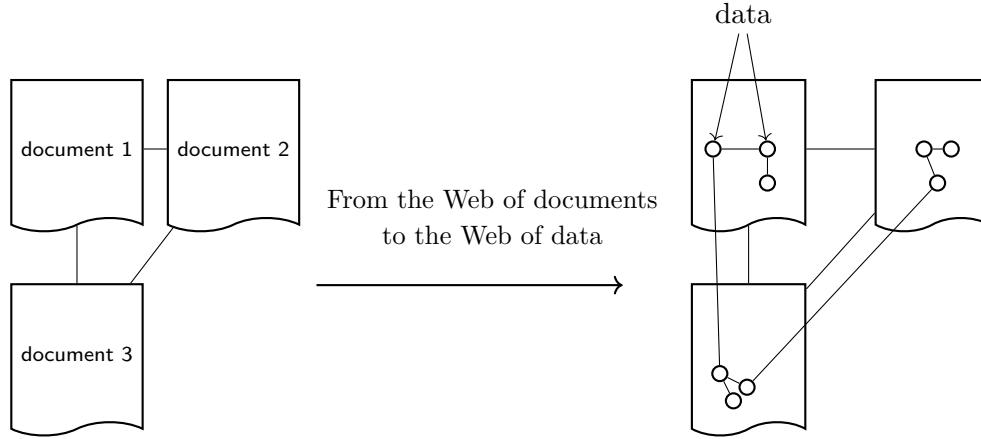 data
document 1
document 2
From the Web of documents
to the Web of data
document 3